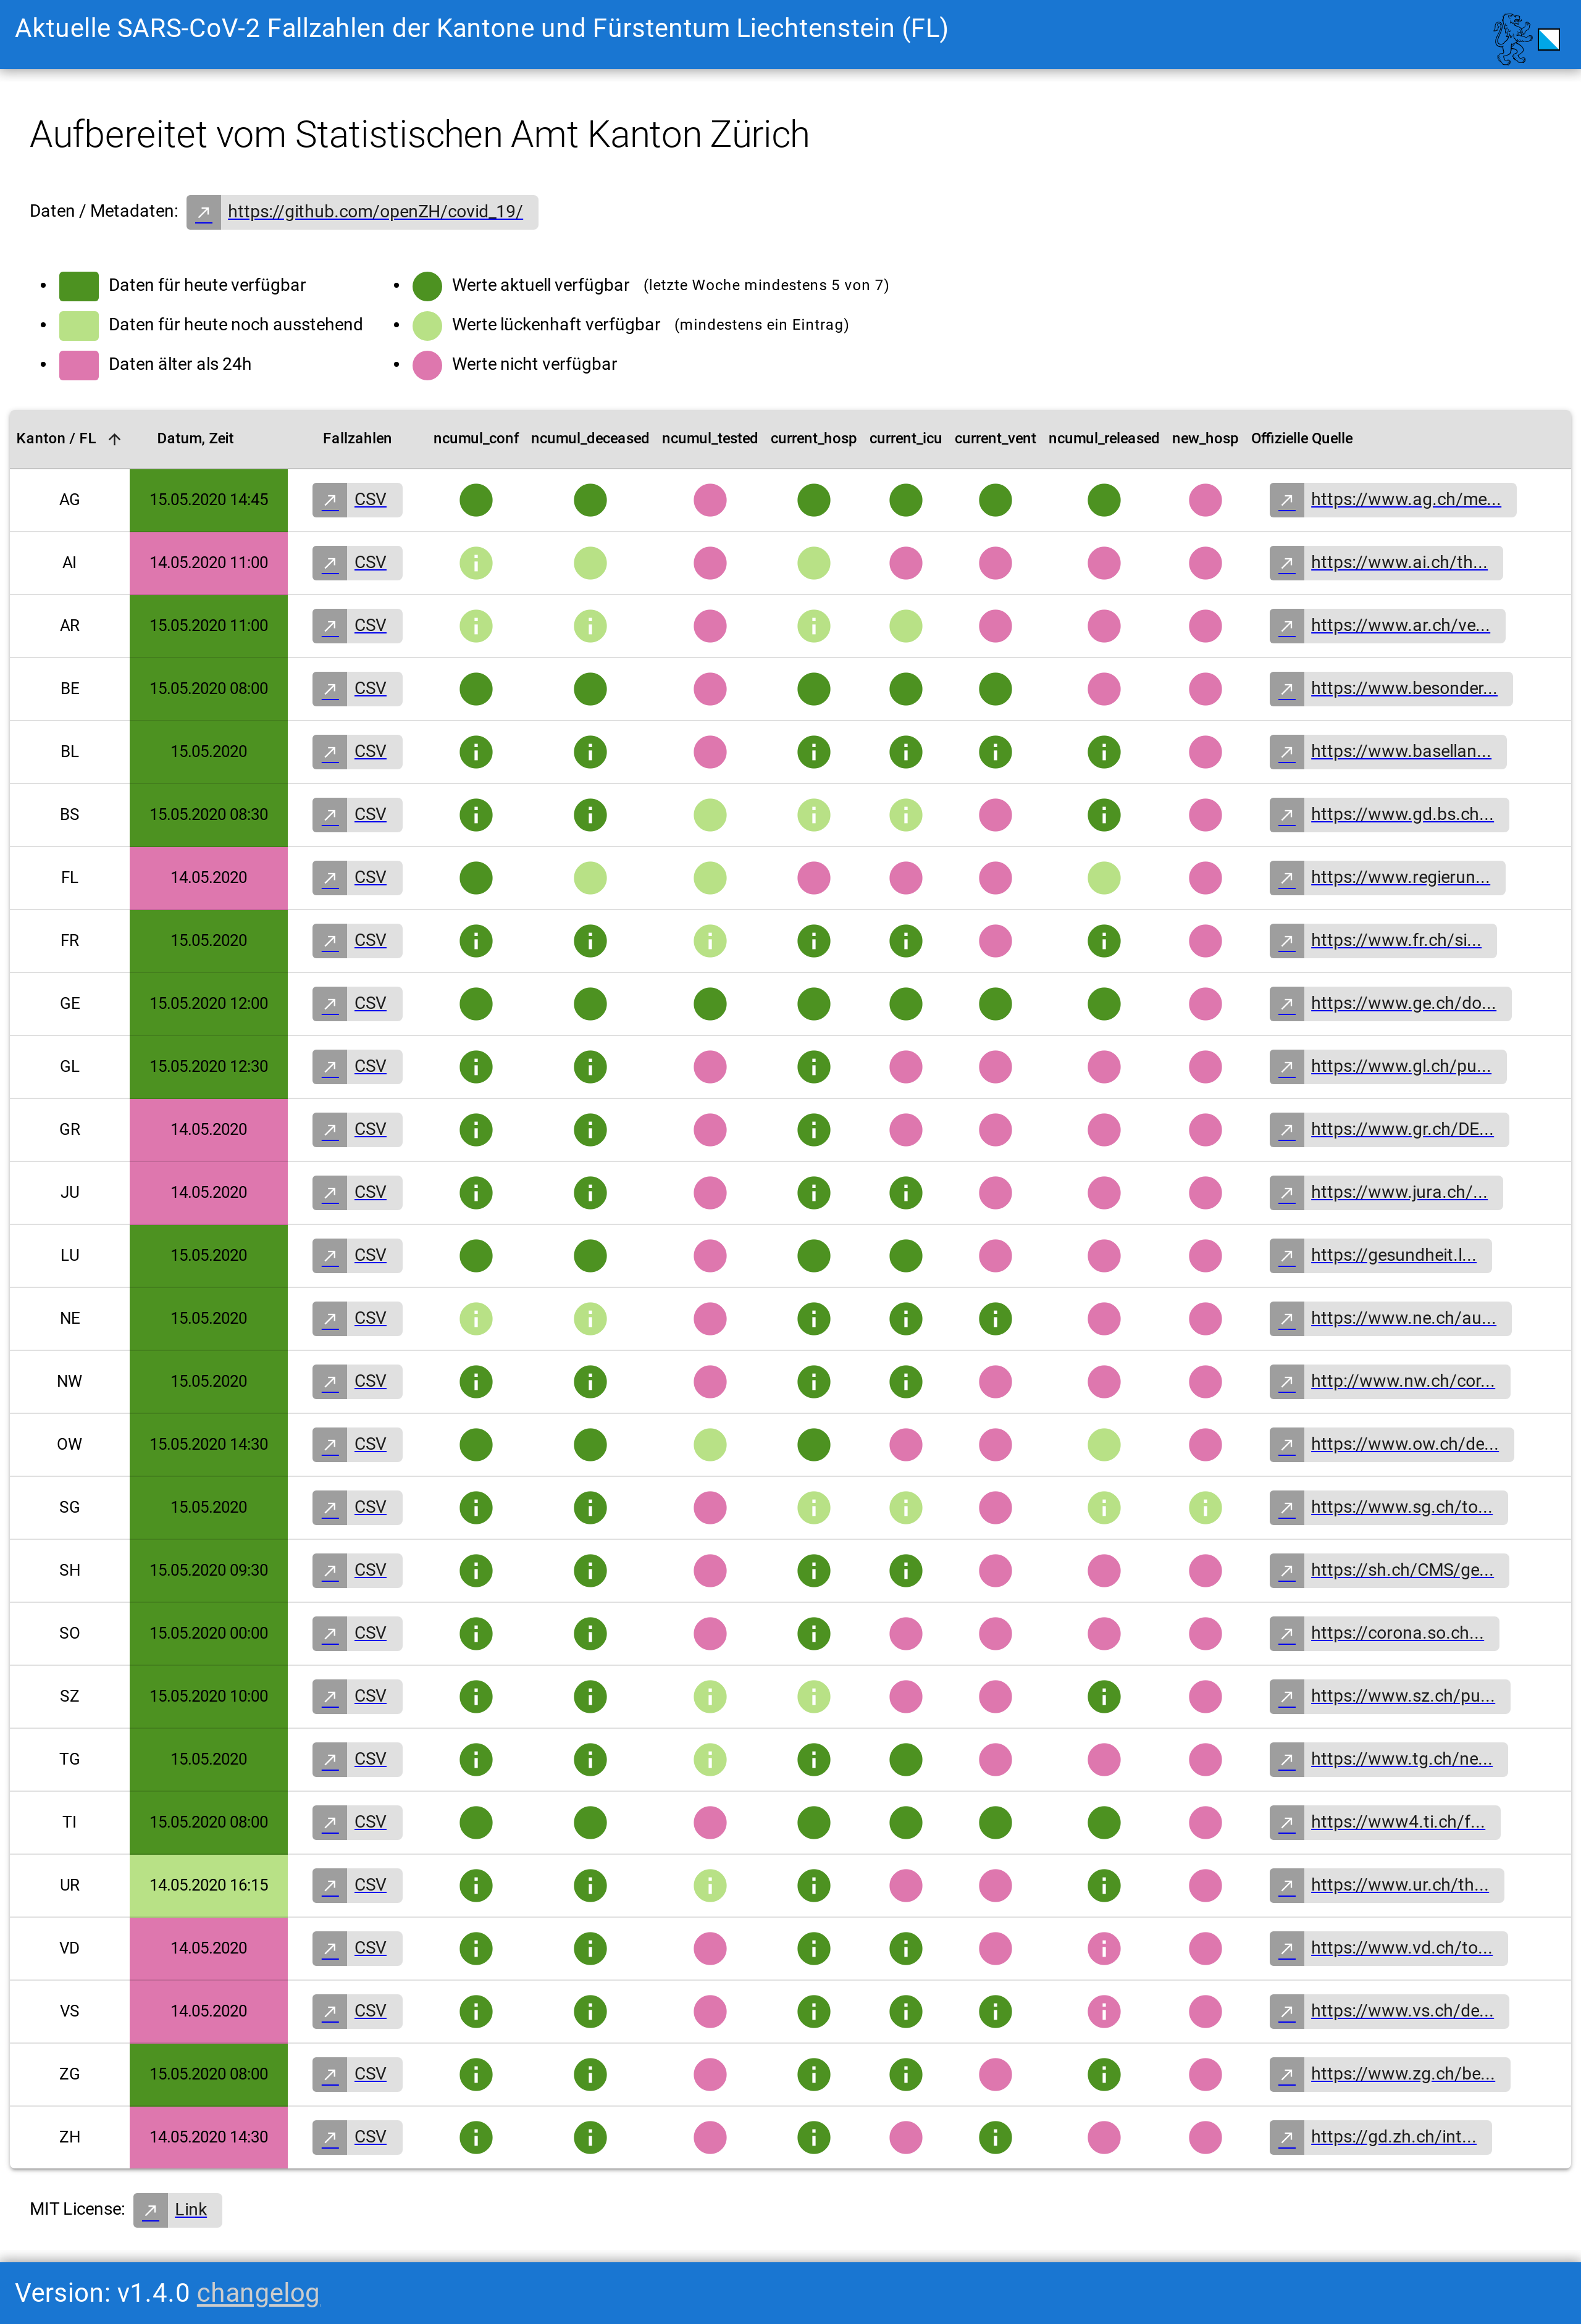 Aktuelle SARS-CoV-2 Fallzahlen der Kantone und Fürstentum Liechtenstein (FL)
Aufbereitet vom Statistischen Amt Kanton Zürich
Daten / Metadaten: https://github.com/openZH/covid_19/
Daten für heute verfügbar
Daten für heute noch ausstehend
Daten älter als 24h
Werte aktuell verfügbar (letzte Woche mindestens 5 von 7)
Werte lückenhaft verfügbar (mindestens ein Eintrag)
Werte nicht verfügbar
Kanton / FL Datum, Zeit Fallzahlen ncumul_conf ncumul_deceased ncumul_tested current_hosp current_icu current_vent ncumul_released new_hosp Offizielle Quelle
AG 15.05.2020 14:45 CSV https://www.ag.ch/me...
AI 14.05.2020 11:00 CSV https://www.ai.ch/th...
AR 15.05.2020 11:00 CSV https://www.ar.ch/ve...
BE 15.05.2020 08:00 CSV https://www.besonder...
BL 15.05.2020 CSV https://www.basellan...
BS 15.05.2020 08:30 CSV https://www.gd.bs.ch...
FL 14.05.2020 CSV https://www.regierun...
FR 15.05.2020 CSV https://www.fr.ch/si...
GE 15.05.2020 12:00 CSV https://www.ge.ch/do...
GL 15.05.2020 12:30 CSV https://www.gl.ch/pu...
GR 14.05.2020 CSV https://www.gr.ch/DE...
JU 14.05.2020 CSV https://www.jura.ch/...
LU 15.05.2020 CSV https://gesundheit.l...
NE 15.05.2020 CSV https://www.ne.ch/au...
NW 15.05.2020 CSV http://www.nw.ch/cor...
OW 15.05.2020 14:30 CSV https://www.ow.ch/de...
SG 15.05.2020 CSV https://www.sg.ch/to...
SH 15.05.2020 09:30 CSV https://sh.ch/CMS/ge...
SO 15.05.2020 00:00 CSV https://corona.so.ch...
SZ 15.05.2020 10:00 CSV https://www.sz.ch/pu...
TG 15.05.2020 CSV https://www.tg.ch/ne...
TI 15.05.2020 08:00 CSV https://www4.ti.ch/f...
UR 14.05.2020 16:15 CSV https://www.ur.ch/th...
VD 14.05.2020 CSV https://www.vd.ch/to...
VS 14.05.2020 CSV https://www.vs.ch/de...
ZG 15.05.2020 08:00 CSV https://www.zg.ch/be...
ZH 14.05.2020 14:30 CSV https://gd.zh.ch/int...
MIT License: Link
Version: v1.4.0 changelog